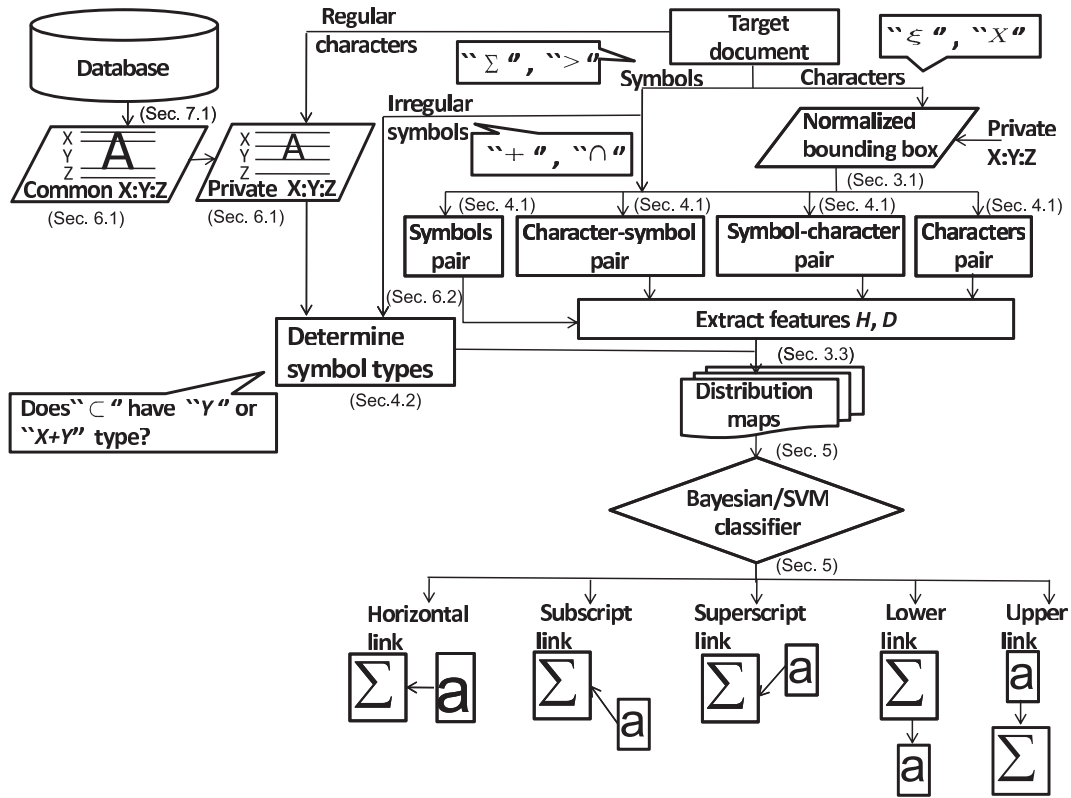 Database
Regular
characters
Target
document
`` Σ ″, ``>″
`` ξ ″, `` X″
Symbols
Characters
(Sec. 7.1)
X
Y
Z
A
Common X:Y:Z
(Sec. 6.1)
X
Y
Z
A
Private X:Y:Z
(Sec. 6.1)
Irregular
symbols
``+ ″, ``∩ ″
Normalized
bounding box
Private
X:Y:Z
(Sec. 3.1)
(Sec. 4.1)
(Sec. 4.1)
(Sec. 4.1)
(Sec. 4.1)
Symbols
pair
Character-symbol
pair
Symbol-character
pair
Characters
pair
(Sec. 6.2)
Extract features H, D
Determine
symbol types
(Sec.4.2)
(Sec. 3.3)
Does`` ⊂ ″ have ``Y ″ or
``X+Y″ type?
Distribution
maps
(Sec. 5)
Bayesian/SVM
classifier
(Sec. 5)
Horizontal
link
Σ a
Subscript
link
Σ a
Superscript
link
Σ a
Lower
link
Σ
a
Upper
link
a
Σ